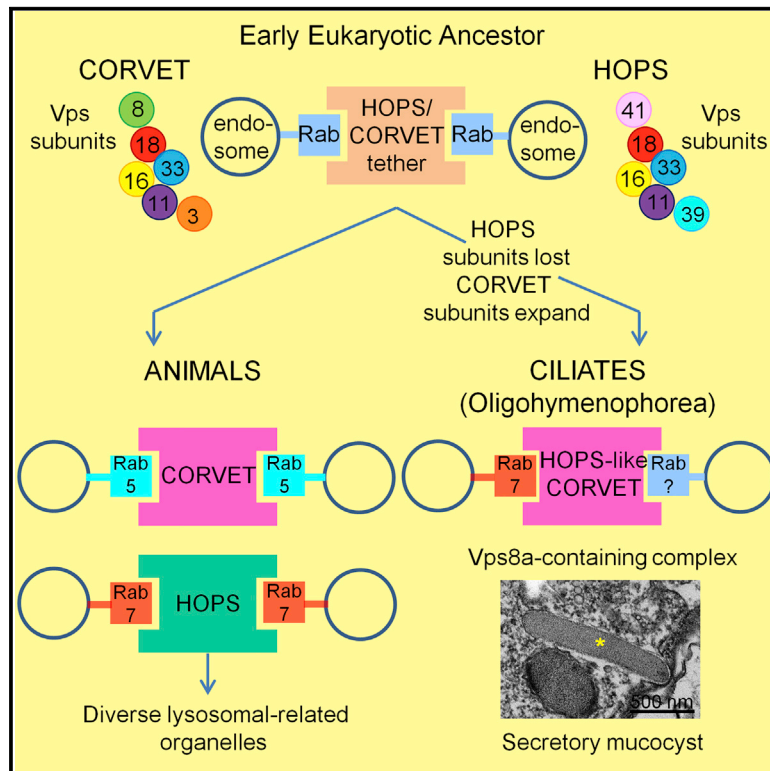 Early Eukaryotic Ancestor
CORVET
HOPS
Vps
subunits
8
18
33
16
11
3
endo-
some
Rab
HOPS/
CORVET
tether
Rab
endo-
some
41
18
33
16
11
39
Vps
subunits
HOPS
subunits lost
CORVET
subunits expand
ANIMALS
CILIATES
(Oligohymenophorea)
Rab
5
CORVET
Rab
5
Rab
7
HOPS-like
CORVET
Rab
?
Rab
7
HOPS
Rab
7
Vps8a-containing complex
500 nm
Diverse lysosomal-related
organelles
Secretory mucocyst